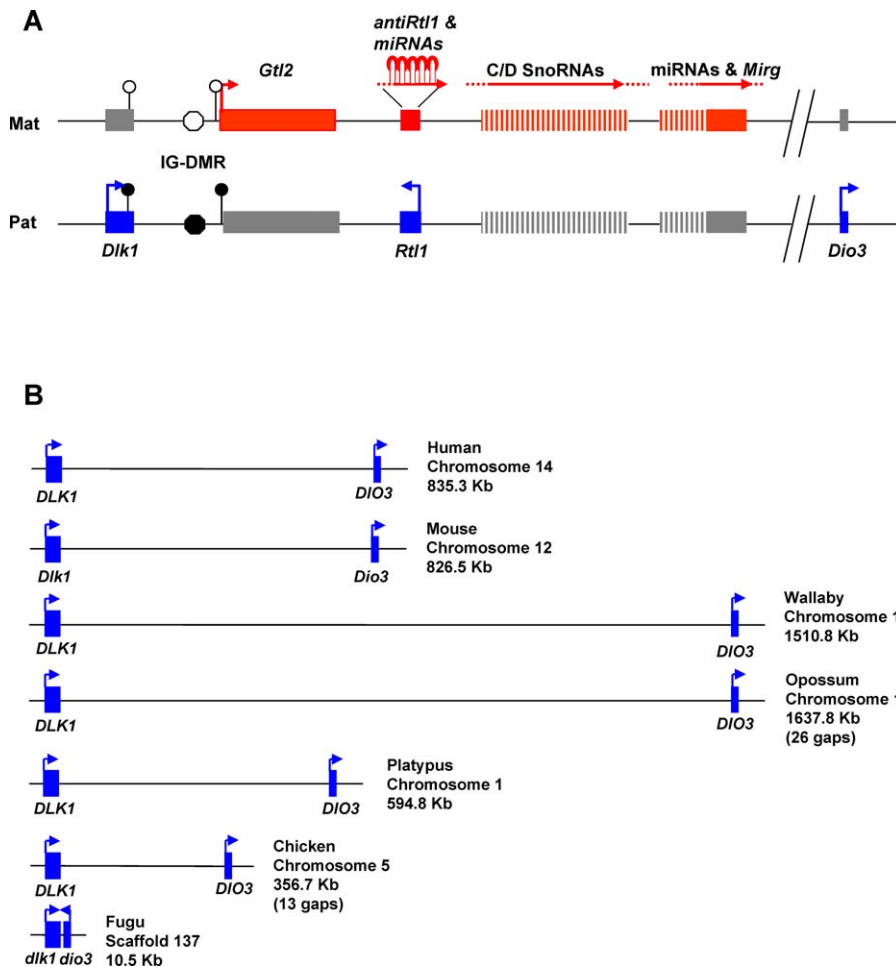 A
antiRtl1 &
miRNAs
Gtl2
C/D SnoRNAs
miRNAs & Mirg
Mat
IG-DMR
Pat
Dlk1
Rtl1
Dio3
B
DLK1
DIO3
Human
Chromosome 14
835.3 Kb
Dlk1
Dio3
Mouse
Chromosome 12
826.5 Kb
DLK1
DIO3
Wallaby
Chromosome 1
1510.8 Kb
DLK1
DIO3
Opossum
Chromosome 1
1637.8 Kb
(26 gaps)
DLK1
DIO3
Platypus
Chromosome 1
594.8 Kb
DLK1
DIO3
Chicken
Chromosome 5
356.7 Kb
(13 gaps)
dlk1 dio3
Fugu
Scaffold 137
10.5 Kb